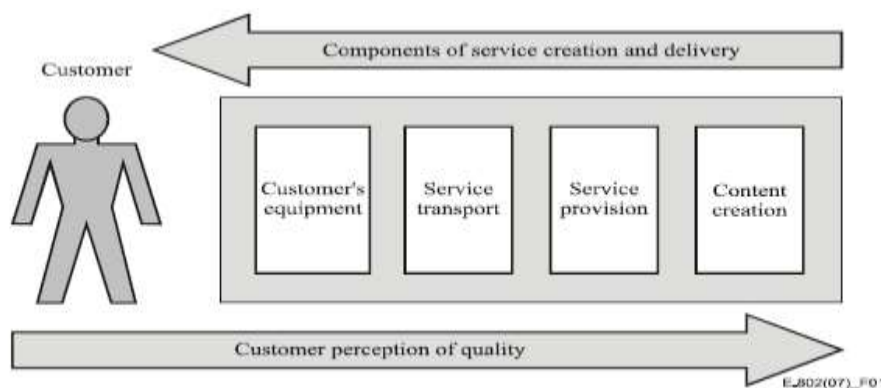 Components of service creation and delivery
Customer
Customer's
equipment
Service
transport
Service
provision
Content
creation
Customer perception of quality
E.802(07)_F01